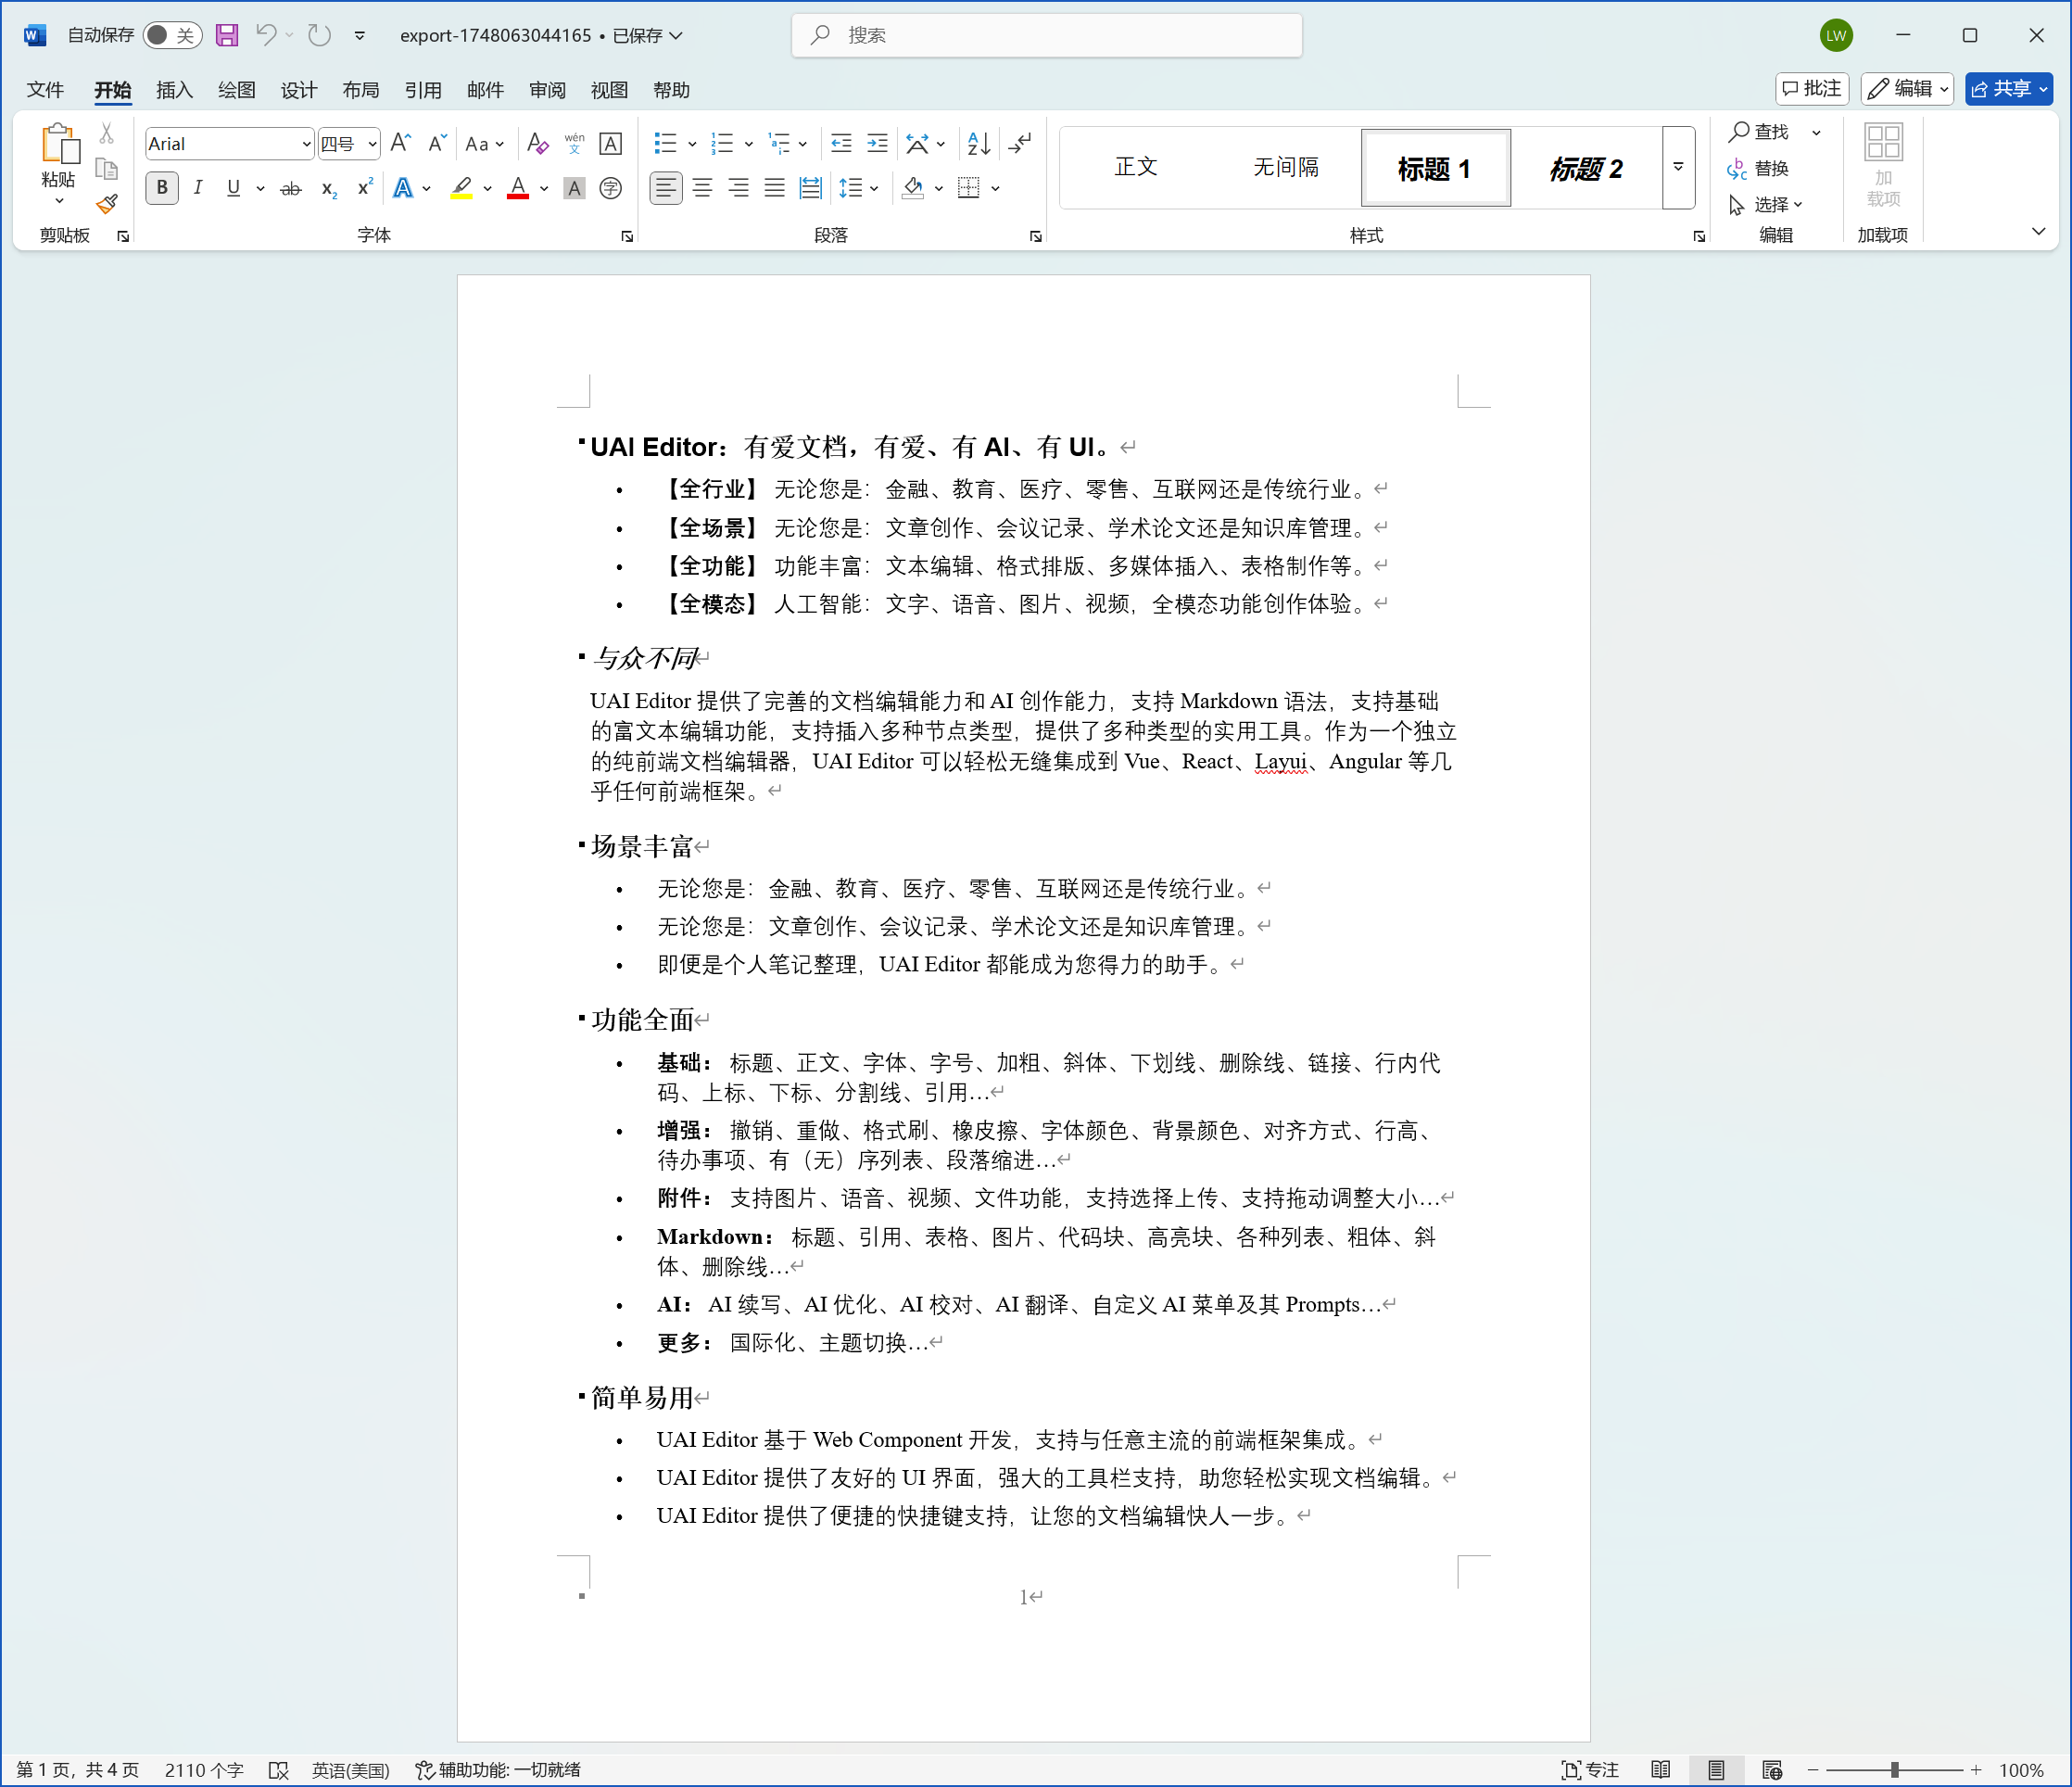 自动保存 关 export-1748063044165 • 已保存 搜索 LW
文件 开始 插入 绘图 设计 布局 引用 邮件 审阅 视图 帮助 批注 编辑 共享
粘贴
剪贴板
Arial 四号 Aa wén 文 A
B I U ab x₂ x² A A A 字
字体
段落
正文 无间隔 标题 1 标题 2
样式
查找
替换
选择
编辑
加
载项
加载项
UAI Editor：有爱文档，有爱、有 AI、有 UI。
• 【全行业】 无论您是：金融、教育、医疗、零售、互联网还是传统行业。
• 【全场景】 无论您是：文章创作、会议记录、学术论文还是知识库管理。
• 【全功能】 功能丰富：文本编辑、格式排版、多媒体插入、表格制作等。
• 【全模态】 人工智能：文字、语音、图片、视频，全模态功能创作体验。
与众不同
UAI Editor 提供了完善的文档编辑能力和 AI 创作能力，支持 Markdown 语法，支持基础
的富文本编辑功能，支持插入多种节点类型，提供了多种类型的实用工具。作为一个独立
的纯前端文档编辑器，UAI Editor 可以轻松无缝集成到 Vue、React、Layui、Angular 等几
乎任何前端框架。
场景丰富
• 无论您是：金融、教育、医疗、零售、互联网还是传统行业。
• 无论您是：文章创作、会议记录、学术论文还是知识库管理。
• 即便是个人笔记整理，UAI Editor 都能成为您得力的助手。
功能全面
• 基础： 标题、正文、字体、字号、加粗、斜体、下划线、删除线、链接、行内代
码、上标、下标、分割线、引用…
• 增强： 撤销、重做、格式刷、橡皮擦、字体颜色、背景颜色、对齐方式、行高、
待办事项、有（无）序列表、段落缩进…
• 附件： 支持图片、语音、视频、文件功能，支持选择上传、支持拖动调整大小…
• Markdown： 标题、引用、表格、图片、代码块、高亮块、各种列表、粗体、斜
体、删除线…
• AI： AI 续写、AI 优化、AI 校对、AI 翻译、自定义 AI 菜单及其 Prompts…
• 更多： 国际化、主题切换…
简单易用
• UAI Editor 基于 Web Component 开发，支持与任意主流的前端框架集成。
• UAI Editor 提供了友好的 UI 界面，强大的工具栏支持，助您轻松实现文档编辑。
• UAI Editor 提供了便捷的快捷键支持，让您的文档编辑快人一步。
1
第 1 页，共 4 页 2110 个字 英语(美国) 辅助功能: 一切就绪 专注 100%